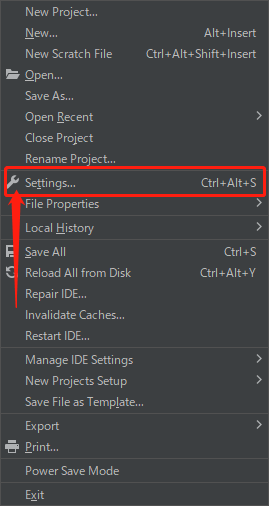 New Project...
New... Alt+Insert
New Scratch File Ctrl+Alt+Shift+Insert
Open...
Save As...
Open Recent
Close Project
Rename Project...
Settings... Ctrl+Alt+S
File Properties
Local History
Save All Ctrl+S
Reload All from Disk Ctrl+Alt+Y
Repair IDE...
Invalidate Caches...
Restart IDE...
Manage IDE Settings
New Projects Setup
Save File as Template...
Export
Print...
Power Save Mode
Exit